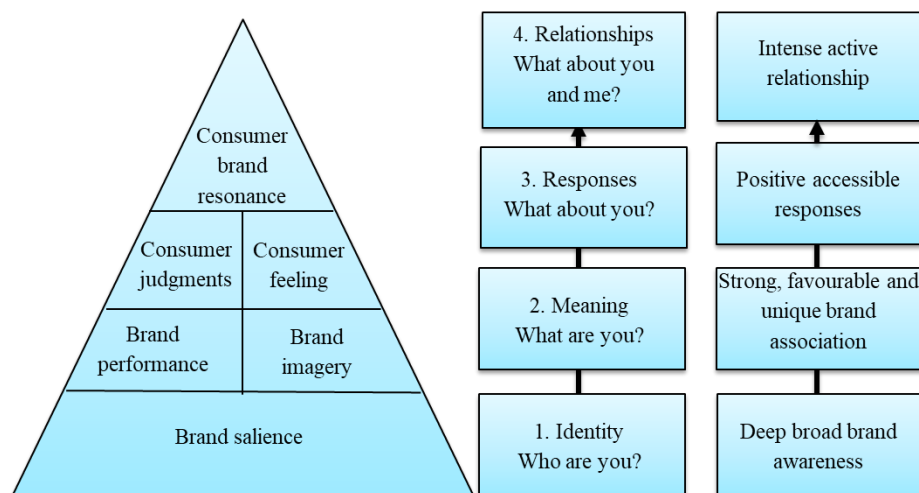 Consumer
brand
resonance
Consumer
judgments
Consumer
feeling
Brand
performance
Brand
imagery
Brand salience
4. Relationships
What about you
and me?
3. Responses
What about you?
2. Meaning
What are you?
1. Identity
Who are you?
Intense active
relationship
Positive accessible
responses
Strong, favourable and
unique brand
association
Deep broad brand
awareness